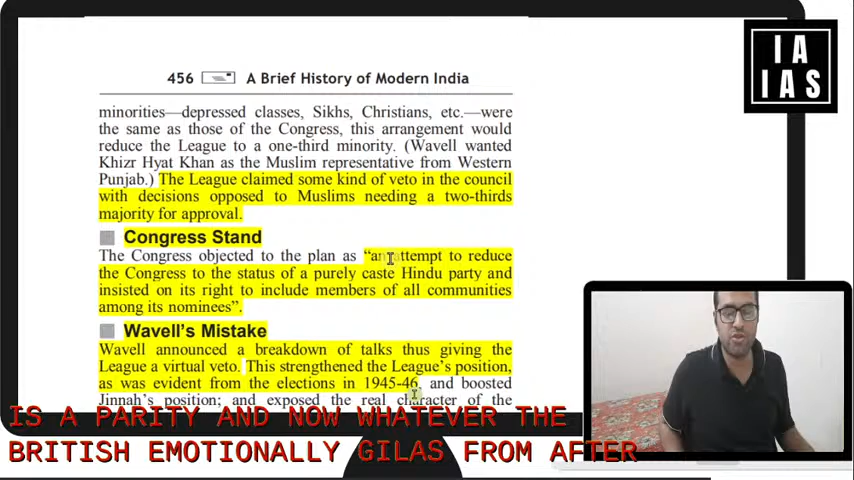 456 A Brief History of Modern India
IA
IAS
minorities—depressed classes, Sikhs, Christians, etc.—were
the same as those of the Congress, this arrangement would
reduce the League to a one-third minority. (Wavell wanted
Khizr Hyat Khan as the Muslim representative from Western
Punjab.) The League claimed some kind of veto in the council
with decisions opposed to Muslims needing a two-thirds
majority for approval.
Congress Stand
The Congress objected to the plan as “an attempt to reduce
the Congress to the status of a purely caste Hindu party and
insisted on its right to include members of all communities
among its nominees”.
Wavell’s Mistake
Wavell announced a breakdown of talks thus giving the
League a virtual veto. This strengthened the League’s position,
as was evident from the elections in 1945-46, and boosted
Jinnah’s position; and exposed the real character of the
IS A PARITY AND NOW WHATEVER THE
BRITISH EMOTIONALLY GILAS FROM AFTER